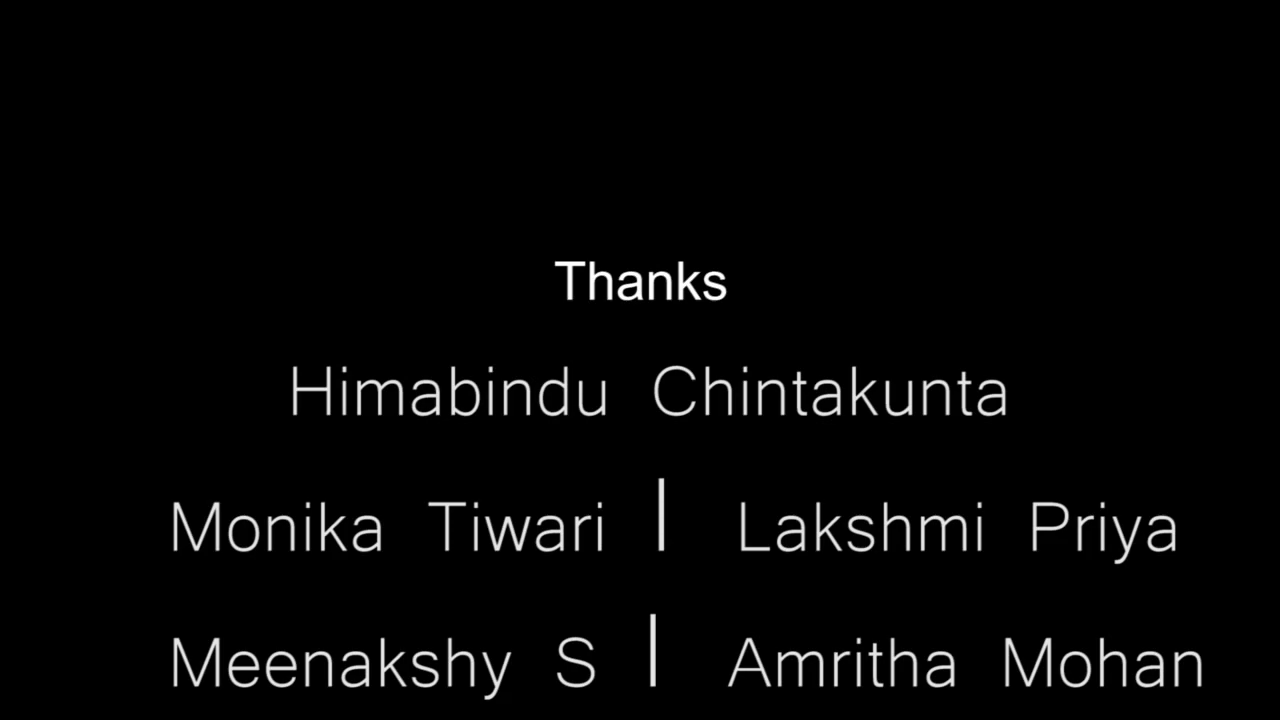 Thanks
Himabindu Chintakunta
Monika Tiwari | Lakshmi Priya
Meenakshy S | Amritha Mohan